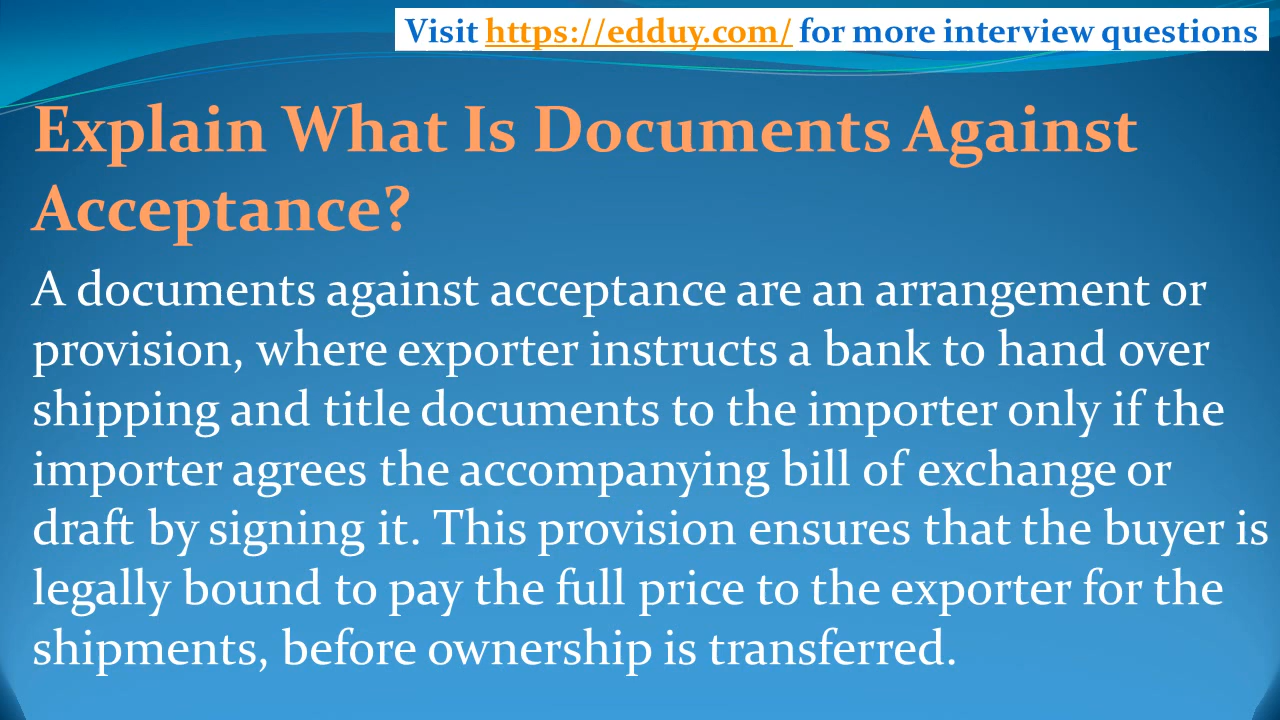 Visit https://edduy.com/ for more interview questions
Explain What Is Documents Against
Acceptance?
A documents against acceptance are an arrangement or
provision, where exporter instructs a bank to hand over
shipping and title documents to the importer only if the
importer agrees the accompanying bill of exchange or
draft by signing it. This provision ensures that the buyer is
legally bound to pay the full price to the exporter for the
shipments, before ownership is transferred.